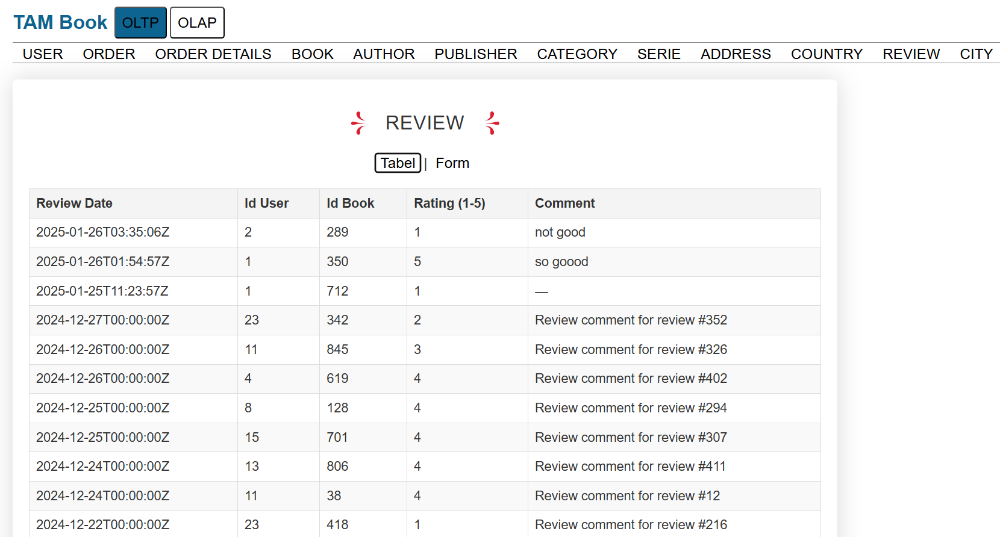 TAM Book OLTP OLAP
USER ORDER ORDER DETAILS BOOK AUTHOR PUBLISHER CATEGORY SERIE ADDRESS COUNTRY REVIEW CITY
REVIEW
Tabel | Form
Review Date Id User Id Book Rating (1-5) Comment
2025-01-26T03:35:06Z 2 289 1 not good
2025-01-26T01:54:57Z 1 350 5 so goood
2025-01-25T11:23:57Z 1 712 1 —
2024-12-27T00:00:00Z 23 342 2 Review comment for review #352
2024-12-26T00:00:00Z 11 845 3 Review comment for review #326
2024-12-26T00:00:00Z 4 619 4 Review comment for review #402
2024-12-25T00:00:00Z 8 128 4 Review comment for review #294
2024-12-25T00:00:00Z 15 701 4 Review comment for review #307
2024-12-24T00:00:00Z 13 806 4 Review comment for review #411
2024-12-24T00:00:00Z 11 38 4 Review comment for review #12
2024-12-22T00:00:00Z 23 418 1 Review comment for review #216